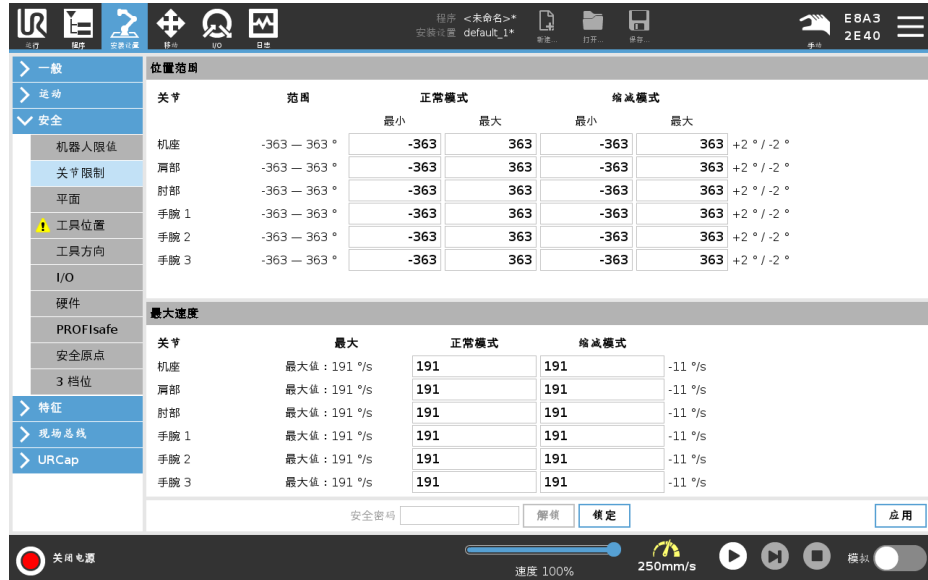 UR
运行 程序 安装设置 移动 I/O 日志
程序 <未命名>*
安装设置 default_1*
新建... 打开... 保存...
手动
E8A3
2E40
一般
运动
安全
机器人限值
关节限制
平面
工具位置
工具方向
I/O
硬件
PROFIsafe
安全原点
3 档位
特征
现场总线
URCap
位置范围
关节 范围 正常模式 缩减模式
最小 最大 最小 最大
机座 -363 — 363 ° -363 363 -363 363 +2 ° / -2 °
肩部 -363 — 363 ° -363 363 -363 363 +2 ° / -2 °
肘部 -363 — 363 ° -363 363 -363 363 +2 ° / -2 °
手腕 1 -363 — 363 ° -363 363 -363 363 +2 ° / -2 °
手腕 2 -363 — 363 ° -363 363 -363 363 +2 ° / -2 °
手腕 3 -363 — 363 ° -363 363 -363 363 +2 ° / -2 °
最大速度
关节 最大 正常模式 缩减模式
机座 最大值：191 °/s 191 191 -11 °/s
肩部 最大值：191 °/s 191 191 -11 °/s
肘部 最大值：191 °/s 191 191 -11 °/s
手腕 1 最大值：191 °/s 191 191 -11 °/s
手腕 2 最大值：191 °/s 191 191 -11 °/s
手腕 3 最大值：191 °/s 191 191 -11 °/s
安全密码 解锁 锁定 应用
关闭电源
速度 100%
250mm/s
模拟